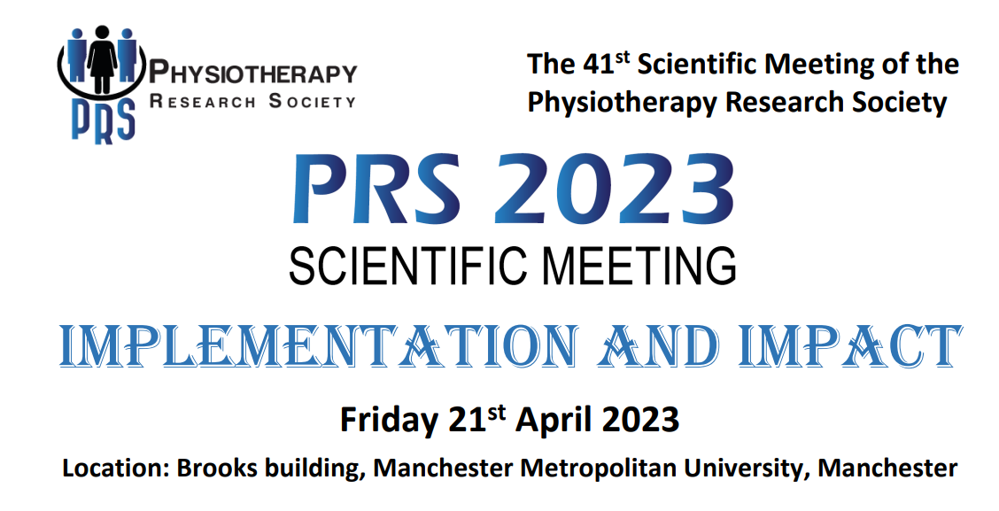 PHYSIOTHERAPY
RESEARCH SOCIETY
PRS
The 41st Scientific Meeting of the
Physiotherapy Research Society
PRS 2023
SCIENTIFIC MEETING
IMPLEMENTATION AND IMPACT
Friday 21st April 2023
Location: Brooks building, Manchester Metropolitan University, Manchester